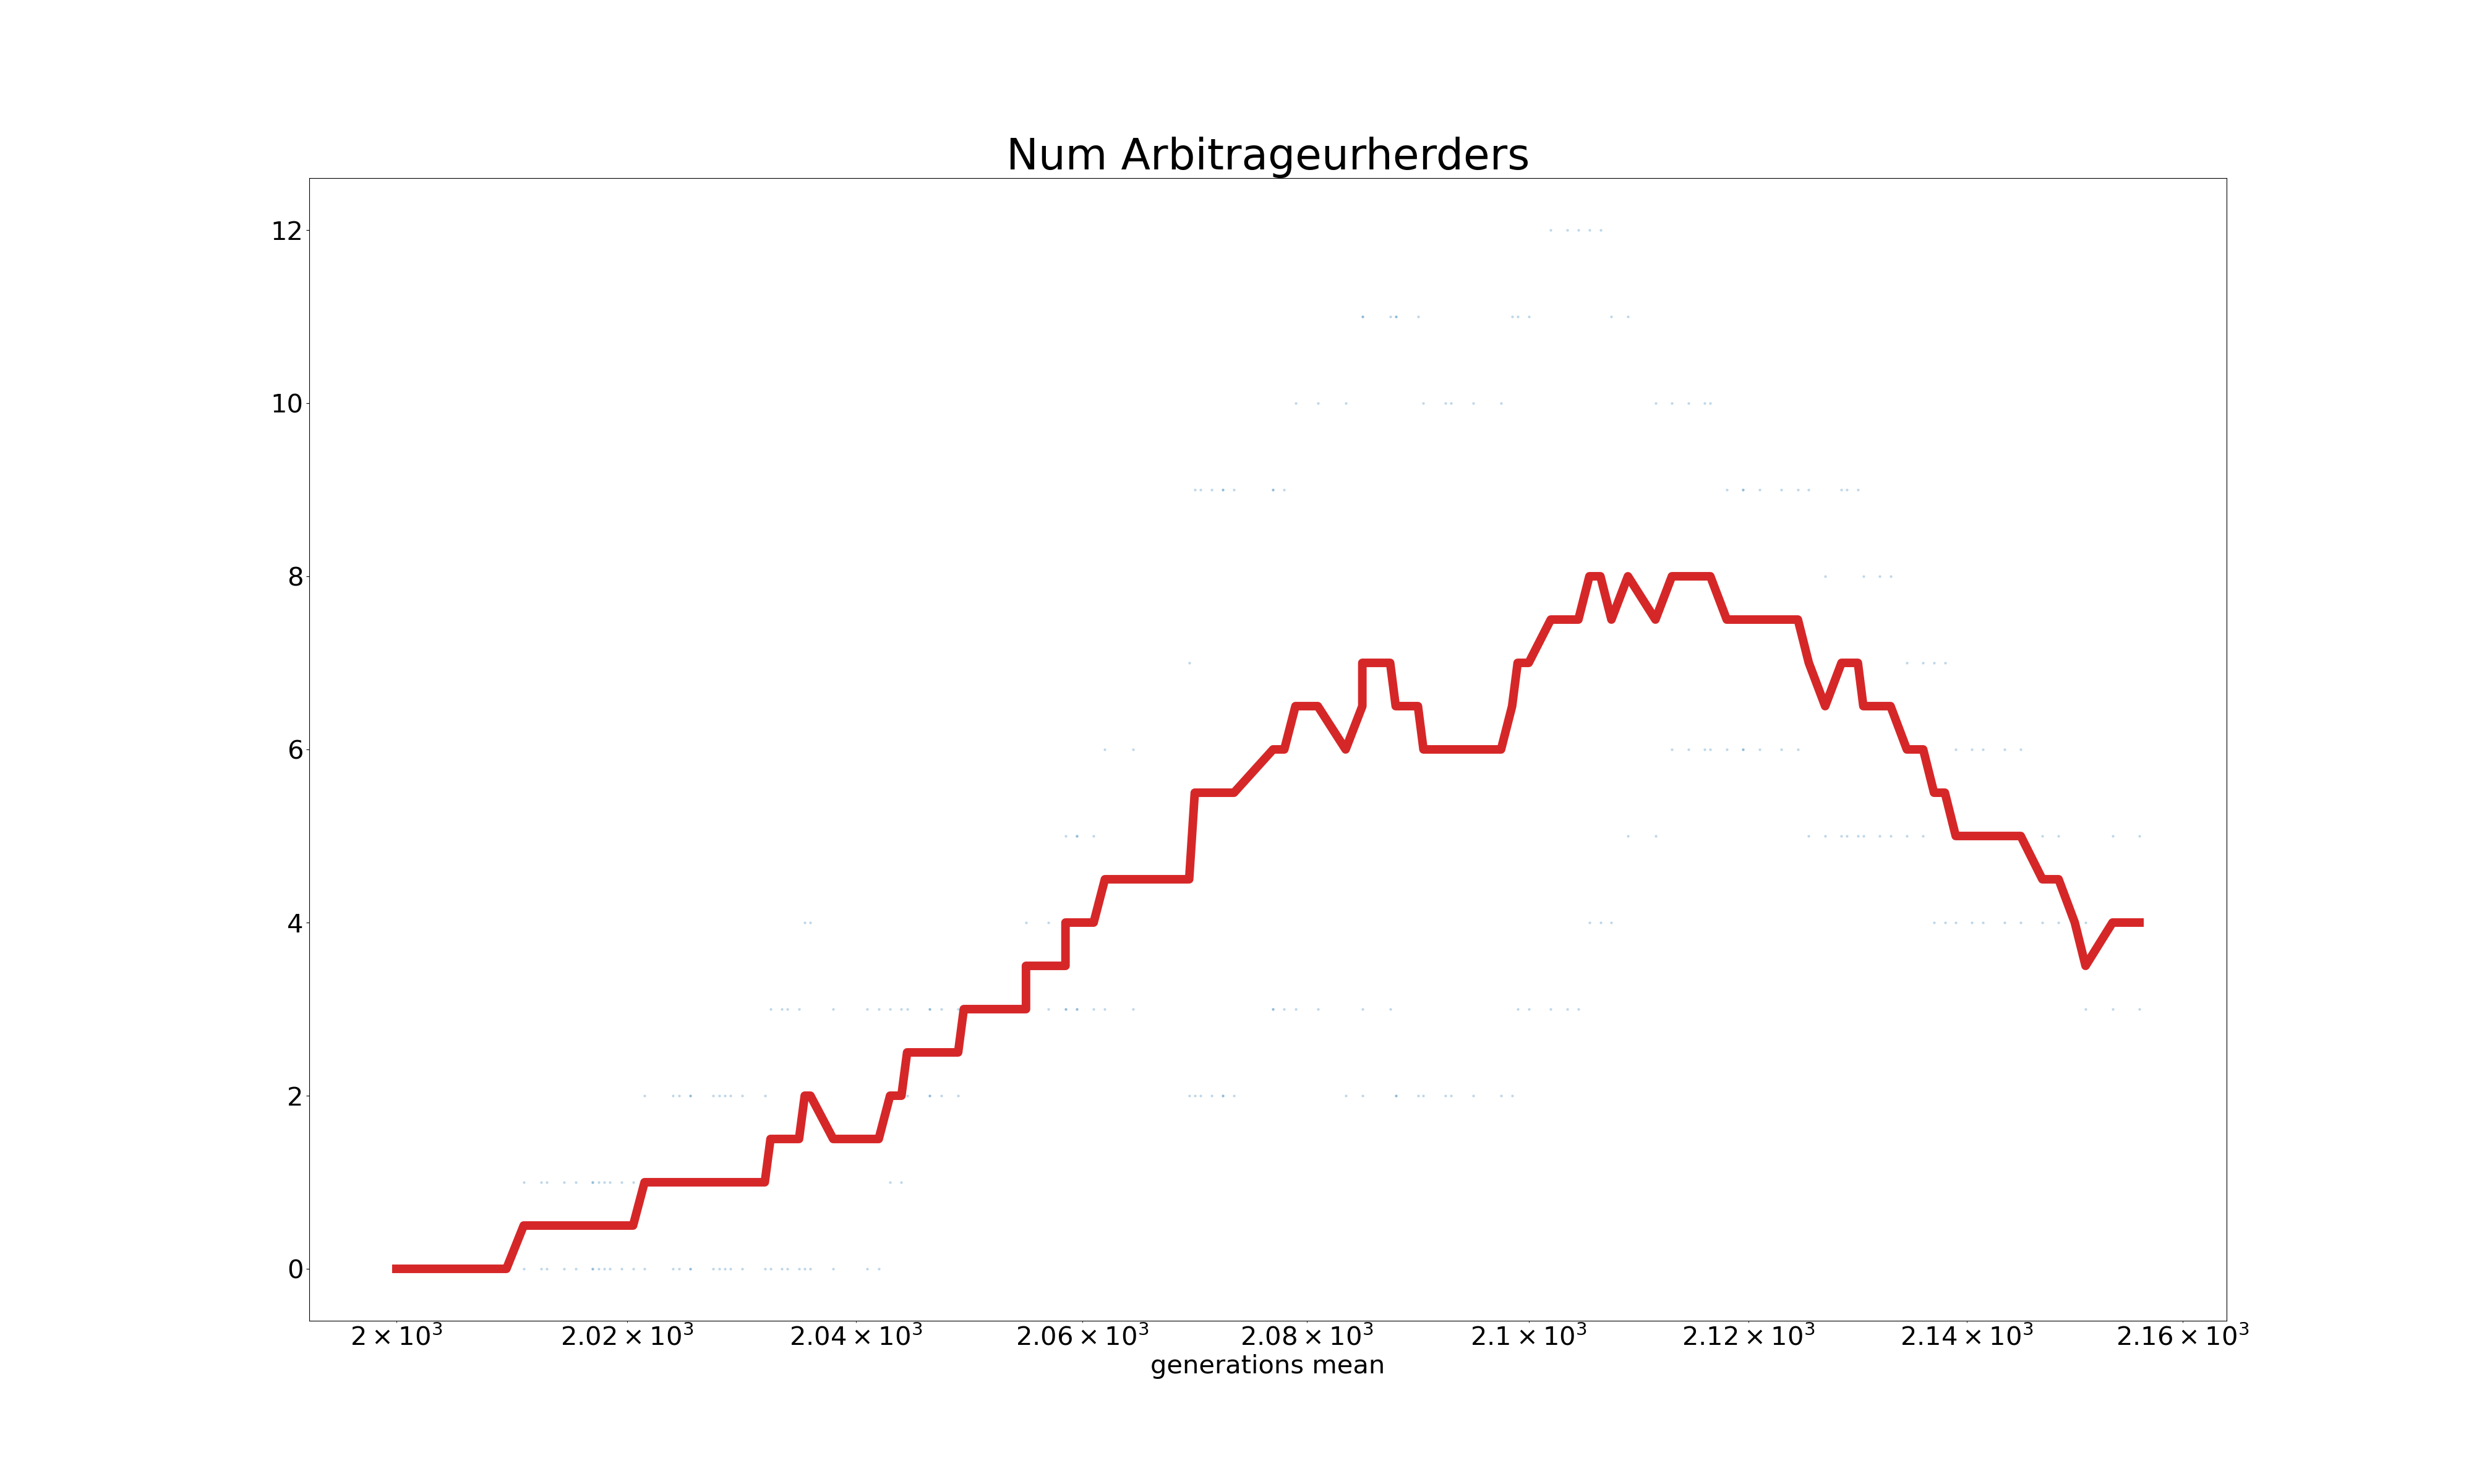 Num Arbitrageurherders
12
10
8
6
4
2
0
2 × 10³ 2.02 × 10³ 2.04 × 10³ 2.06 × 10³ 2.08 × 10³ 2.1 × 10³ 2.12 × 10³ 2.14 × 10³ 2.16 × 10³
generations mean